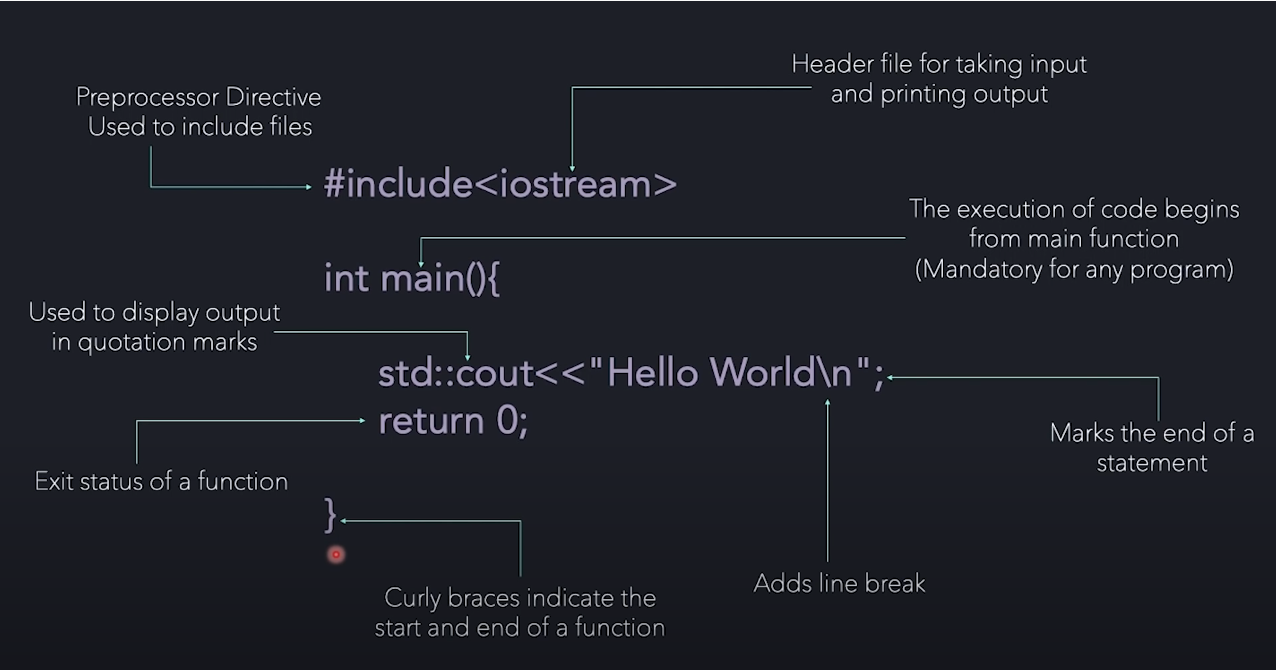 Header file for taking input
and printing output
Preprocessor Directive
Used to include files
#include<iostream>
The execution of code begins
from main function
(Mandatory for any program)
int main(){
Used to display output
in quotation marks
std::cout<<"Hello World\n";
return 0;
Marks the end of a
statement
Exit status of a function
}
Adds line break
Curly braces indicate the
start and end of a function